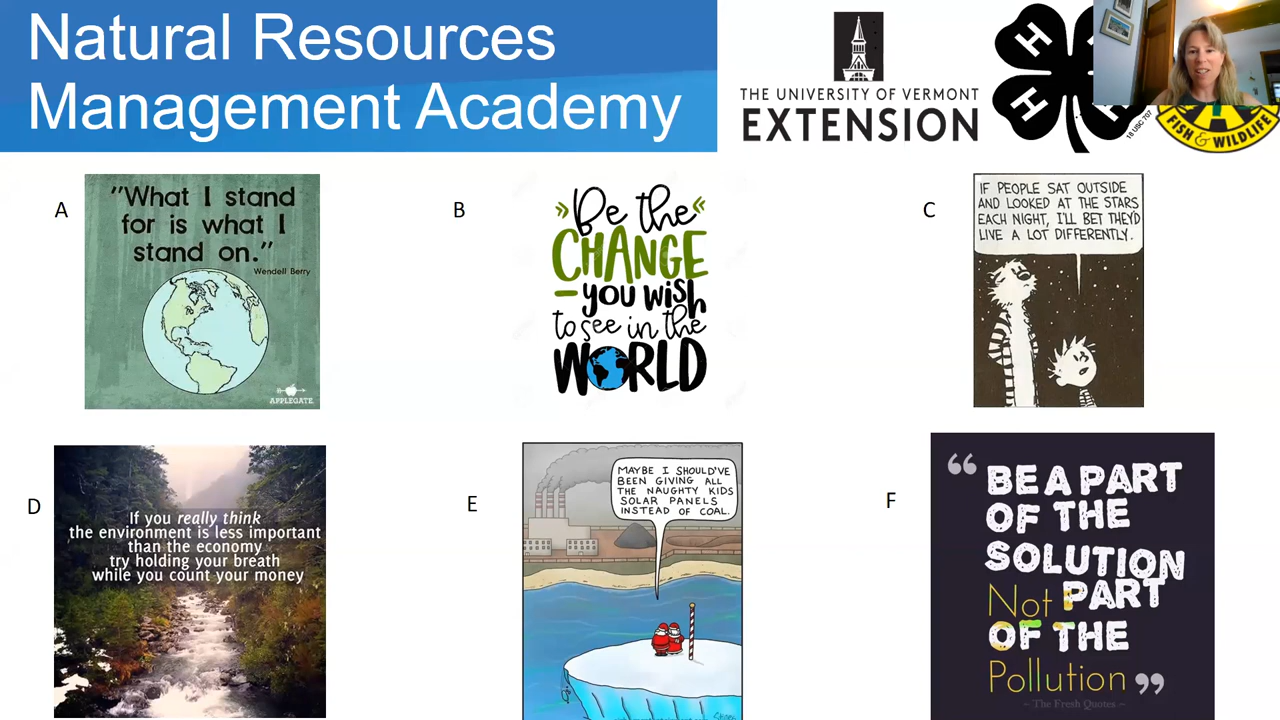 Natural Resources
Management Academy
THE UNIVERSITY OF VERMONT
EXTENSION
H
H
H
18 USC 707
FISH & WILDLIFE
A
"What I stand
for is what I
stand on."
Wendell Berry
APPLEGATE
B
»Be the«
CHANGE
you wish
to see in the
WORLD
C
IF PEOPLE SAT OUTSIDE
AND LOOKED AT THE STARS
EACH NIGHT, I'LL BET THEY'D
LIVE A LOT DIFFERENTLY.
D
If you really think
the environment is less important
than the economy
try holding your breath
while you count your money
E
MAYBE I SHOULD'VE
BEEN GIVING ALL
THE NAUGHTY KIDS
SOLAR PANELS
INSTEAD OF COAL.
F
“BE A PART
OF THE
SOLUTION
Not PART
OF THE
Pollution”
~ The Fresh Quotes ~